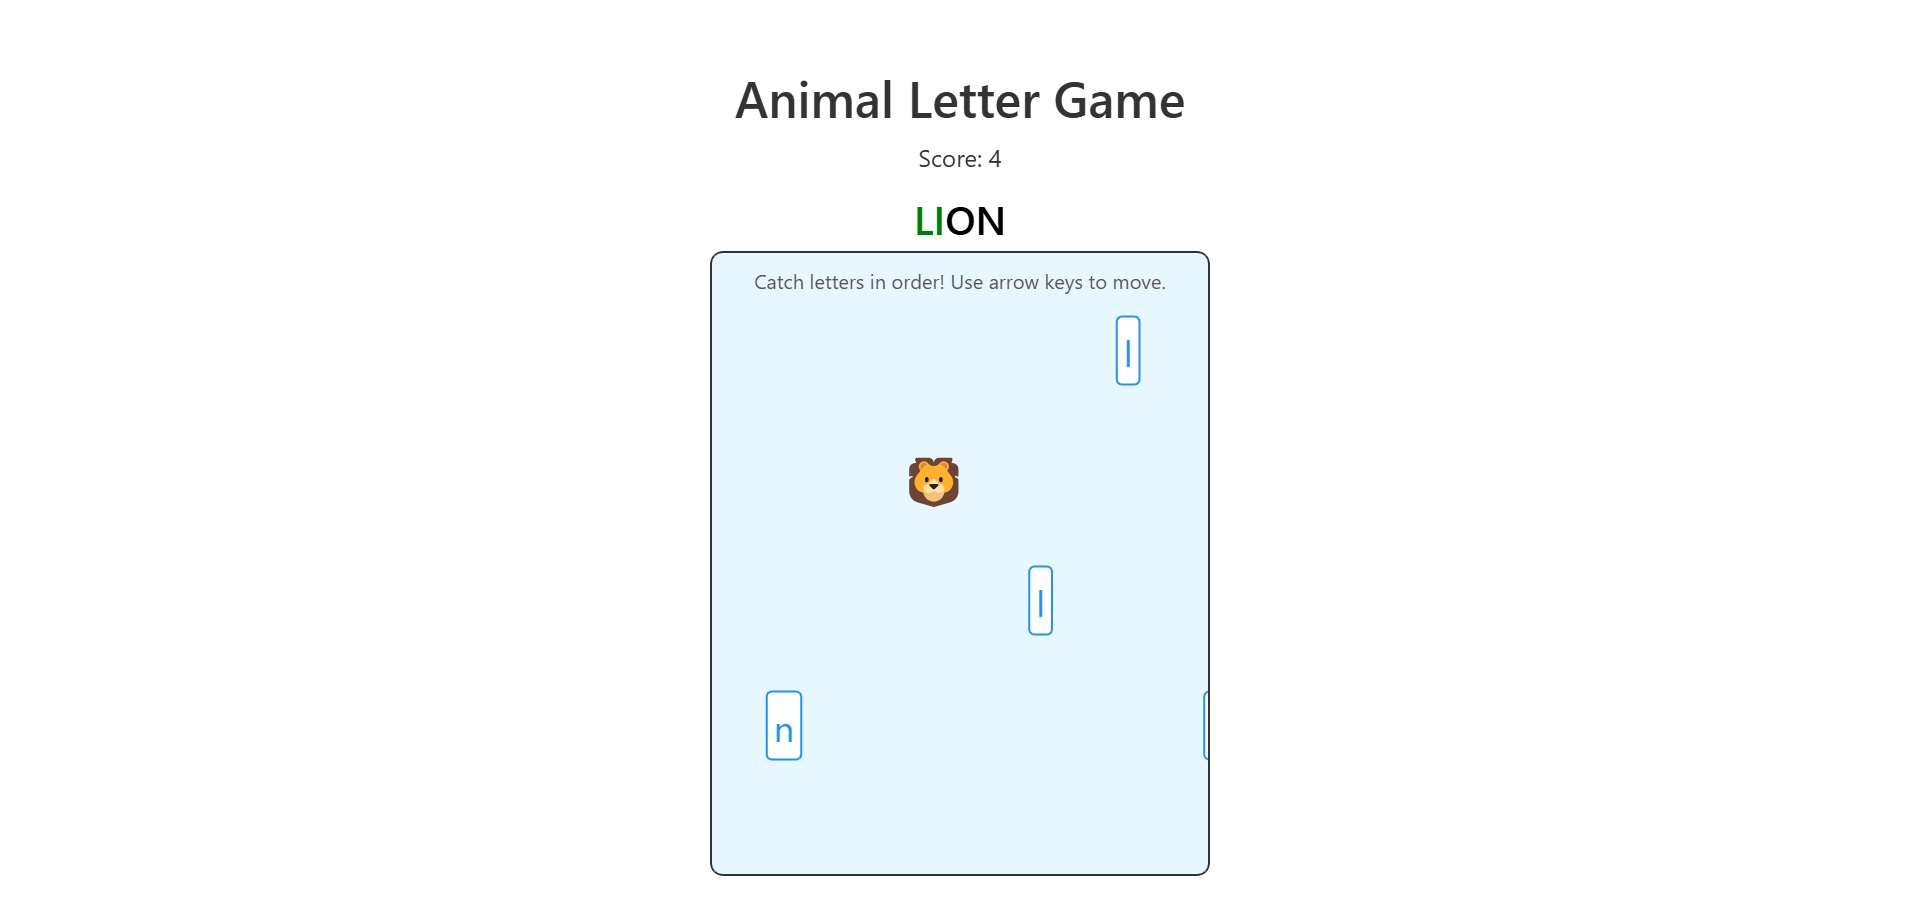 Animal Letter Game
Score: 4
LION
Catch letters in order! Use arrow keys to move.
l
l
n